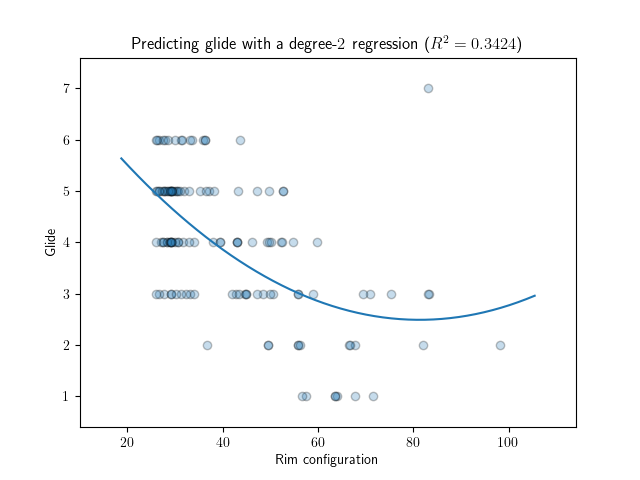 Predicting glide with a degree-2 regression (R² = 0.3424)
7
6
5
4
3
2
1
Glide
20 40 60 80 100
Rim configuration